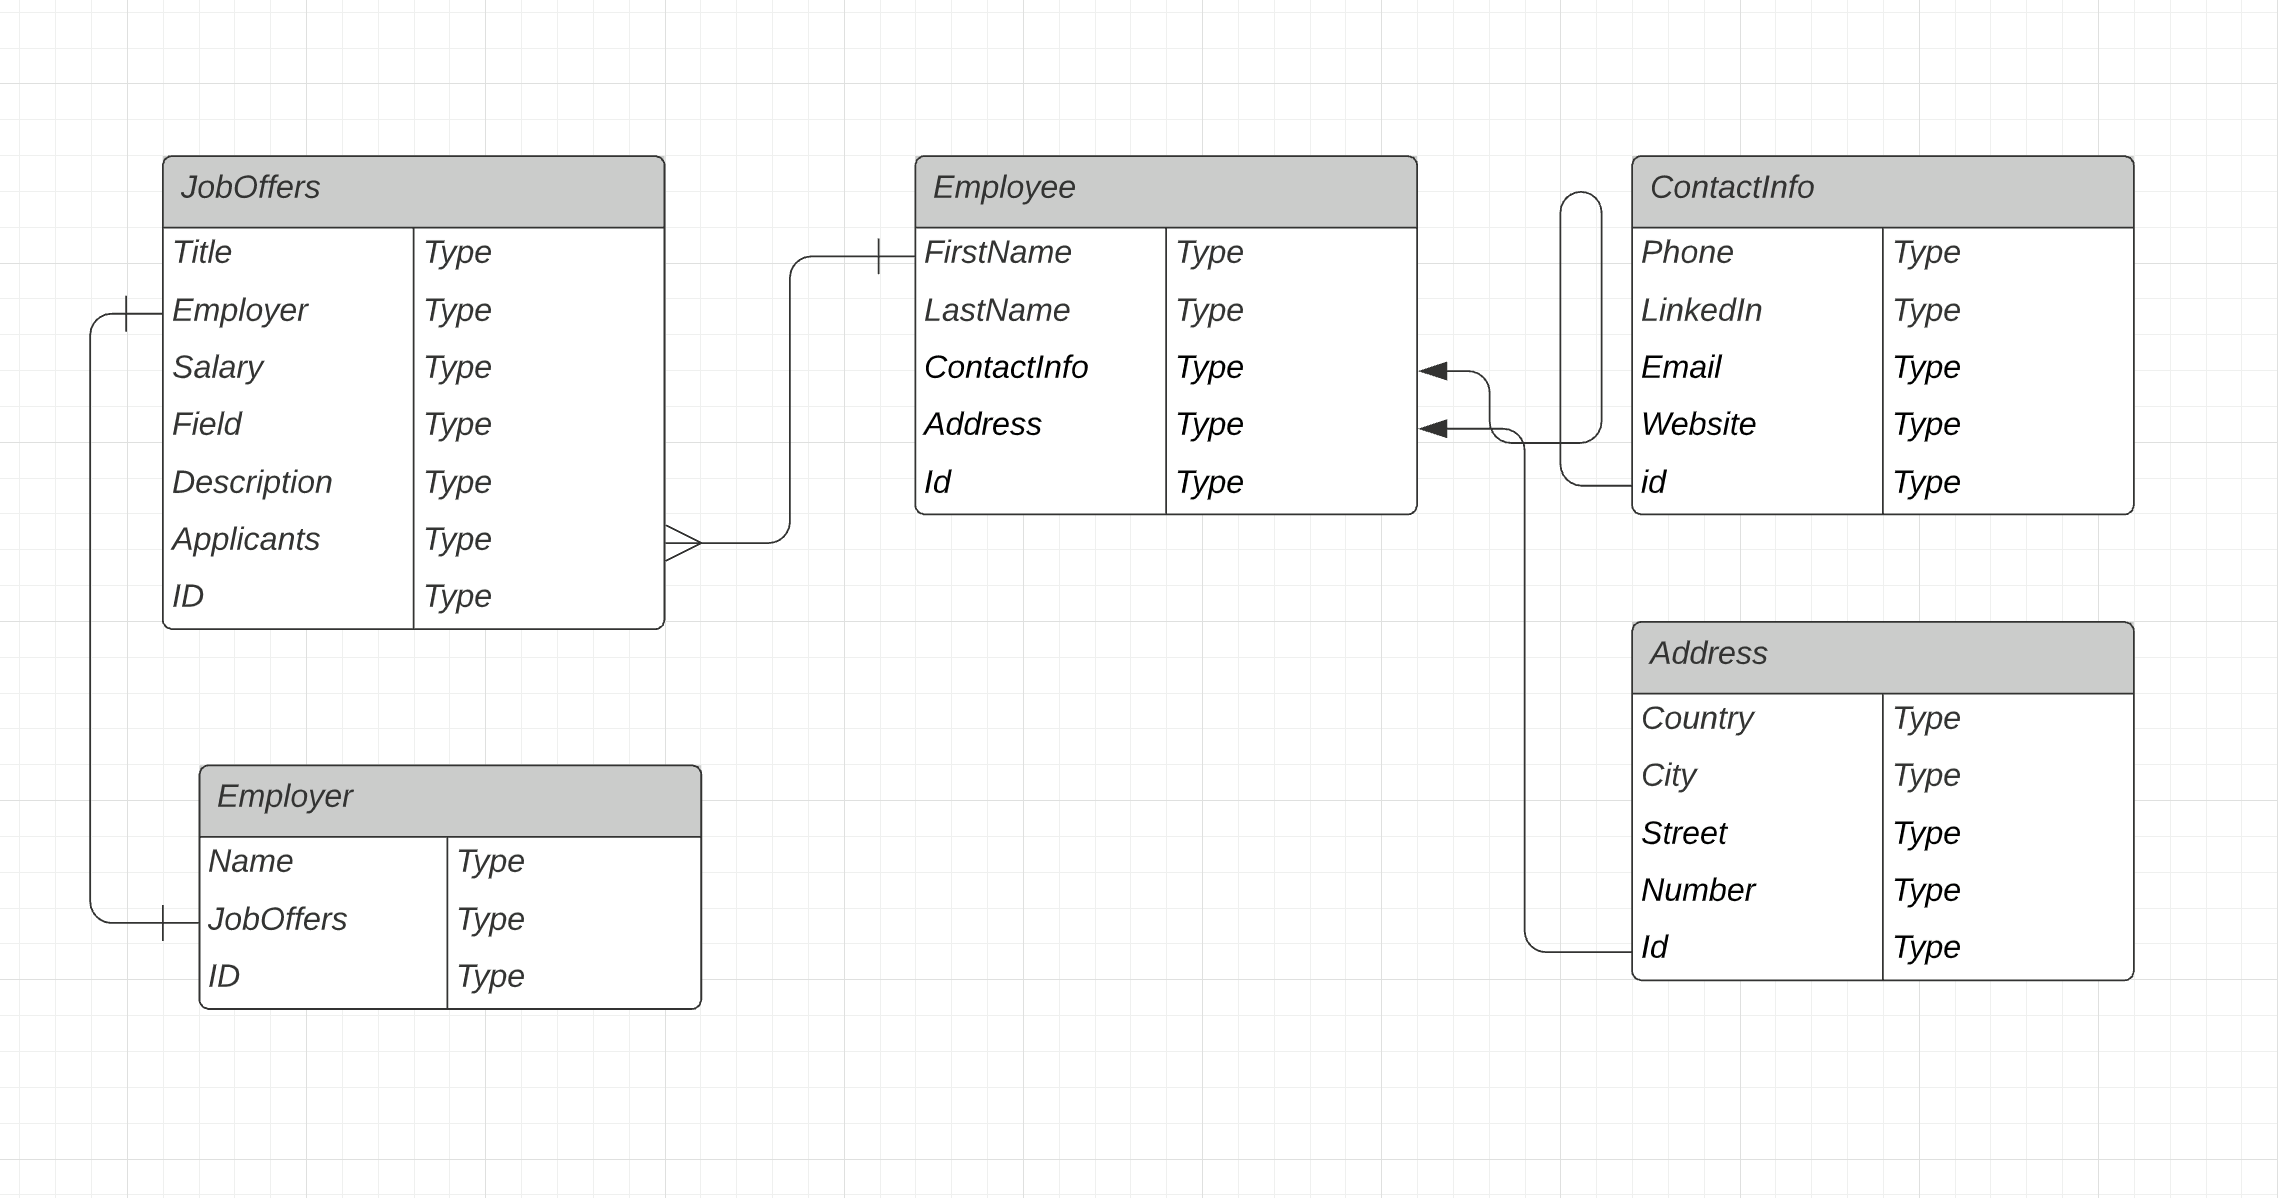 JobOffers
Title Type
Employer Type
Salary Type
Field Type
Description Type
Applicants Type
ID Type
Employee
FirstName Type
LastName Type
ContactInfo Type
Address Type
Id Type
ContactInfo
Phone Type
LinkedIn Type
Email Type
Website Type
id Type
Employer
Name Type
JobOffers Type
ID Type
Address
Country Type
City Type
Street Type
Number Type
Id Type